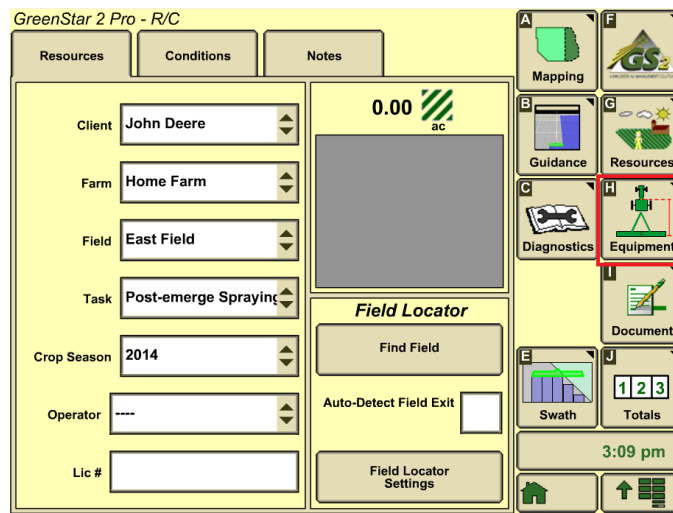 GreenStar 2 Pro - R/C
Resources
Conditions
Notes
Client
John Deere
Farm
Home Farm
Field
East Field
Task
Post-emerge Spraying
Crop Season
2014
Operator
----
Lic #
0.00
ac
Field Locator
Find Field
Auto-Detect Field Exit
Field Locator
Settings
A
Mapping
F
GS2
B
Guidance
G
Resources
C
Diagnostics
H
Equipment
I
Document
E
Swath
J
1 2 3
Totals
3:09 pm